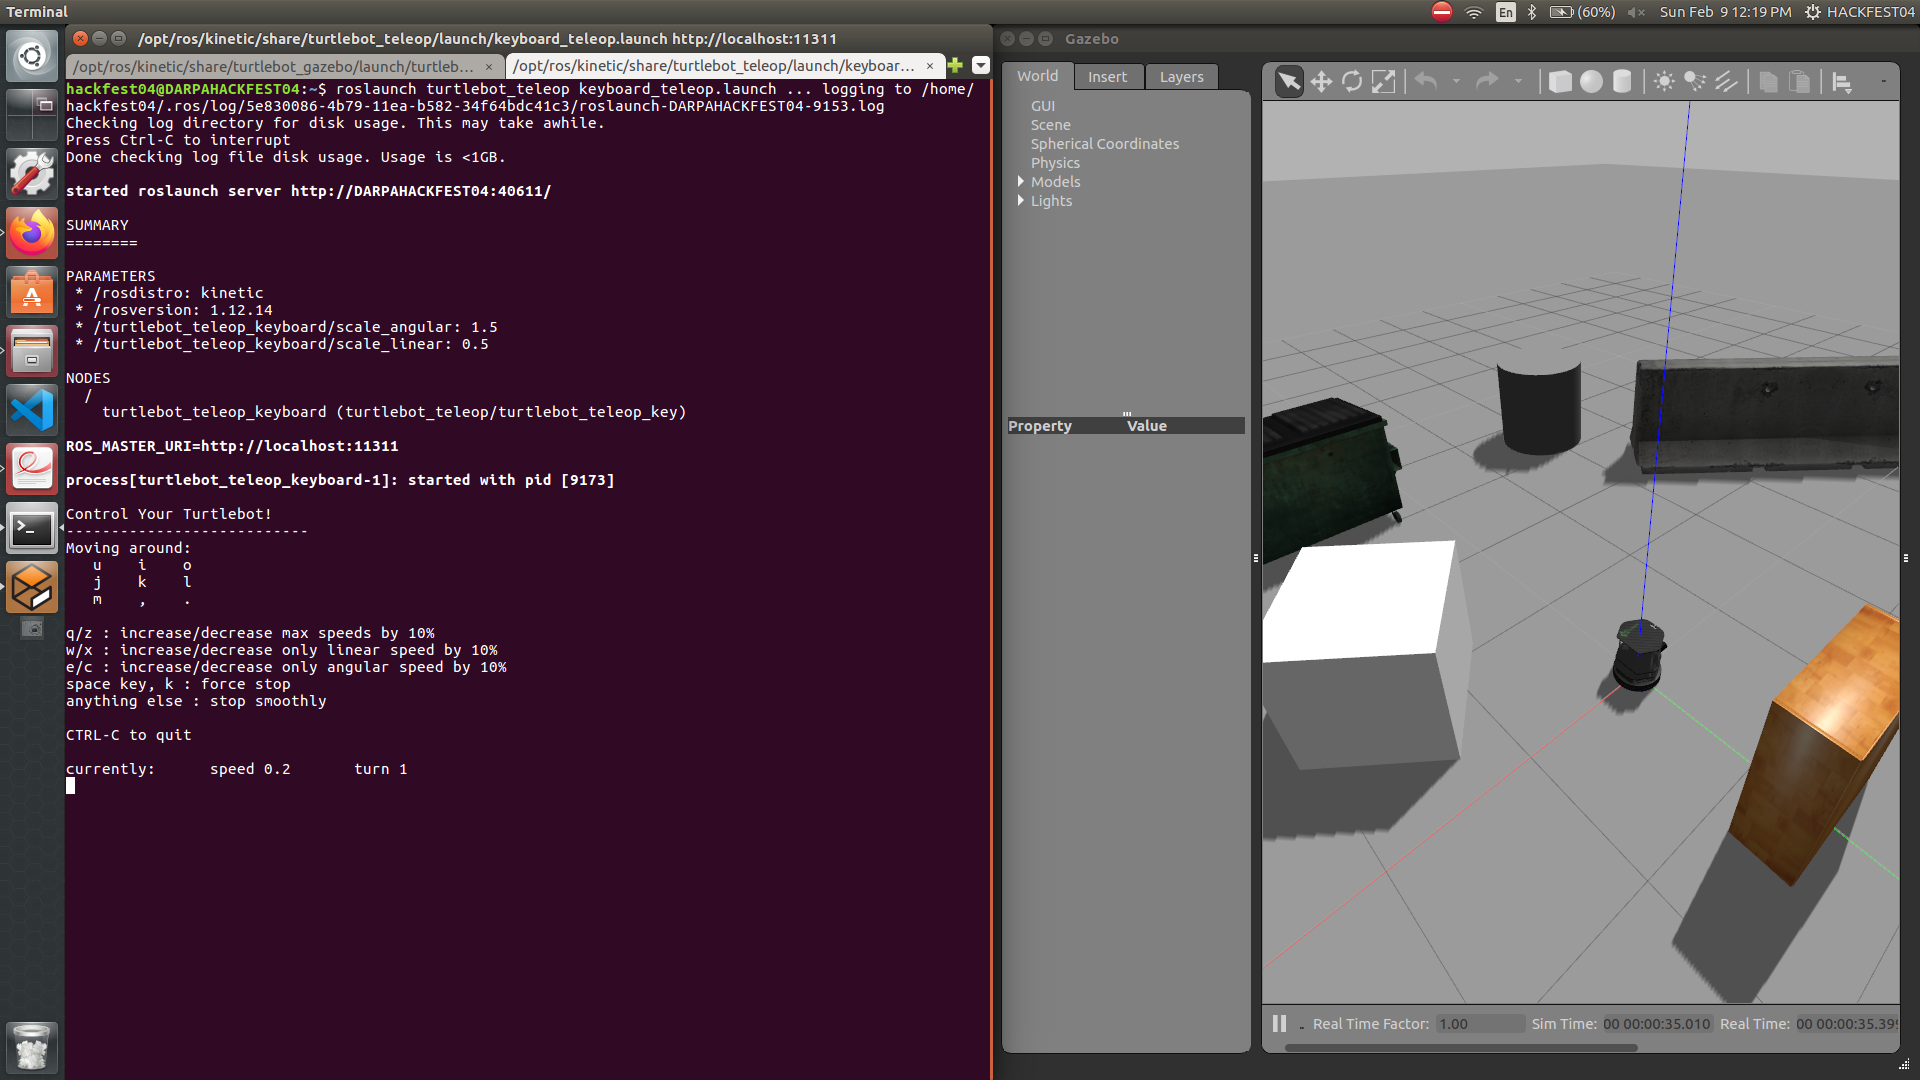 Terminal
En
(60%)
Sun Feb 9 12:19 PM
HACKFEST04
/opt/ros/kinetic/share/turtlebot_teleop/launch/keyboard_teleop.launch http://localhost:11311
/opt/ros/kinetic/share/turtlebot_gazebo/launch/turtleb... ×
/opt/ros/kinetic/share/turtlebot_teleop/launch/keyboar... ×
hackfest04@DARPAHACKFEST04:~$ roslaunch turtlebot_teleop keyboard_teleop.launch ... logging to /home/
hackfest04/.ros/log/5e830086-4b79-11ea-b582-34f64bdc41c3/roslaunch-DARPAHACKFEST04-9153.log
Checking log directory for disk usage. This may take awhile.
Press Ctrl-C to interrupt
Done checking log file disk usage. Usage is <1GB.
started roslaunch server http://DARPAHACKFEST04:40611/
SUMMARY
========
PARAMETERS
* /rosdistro: kinetic
* /rosversion: 1.12.14
* /turtlebot_teleop_keyboard/scale_angular: 1.5
* /turtlebot_teleop_keyboard/scale_linear: 0.5
NODES
/
turtlebot_teleop_keyboard (turtlebot_teleop/turtlebot_teleop_key)
ROS_MASTER_URI=http://localhost:11311
process[turtlebot_teleop_keyboard-1]: started with pid [9173]
Control Your Turtlebot!
---------------------------
Moving around:
u i o
j k l
m , .
q/z : increase/decrease max speeds by 10%
w/x : increase/decrease only linear speed by 10%
e/c : increase/decrease only angular speed by 10%
space key, k : force stop
anything else : stop smoothly
CTRL-C to quit
currently: speed 0.2 turn 1
Gazebo
World
Insert
Layers
GUI
Scene
Spherical Coordinates
Physics
Models
Lights
Property Value
Real Time Factor: 1.00
Sim Time: 00 00:00:35.010
Real Time: 00 00:00:35.399